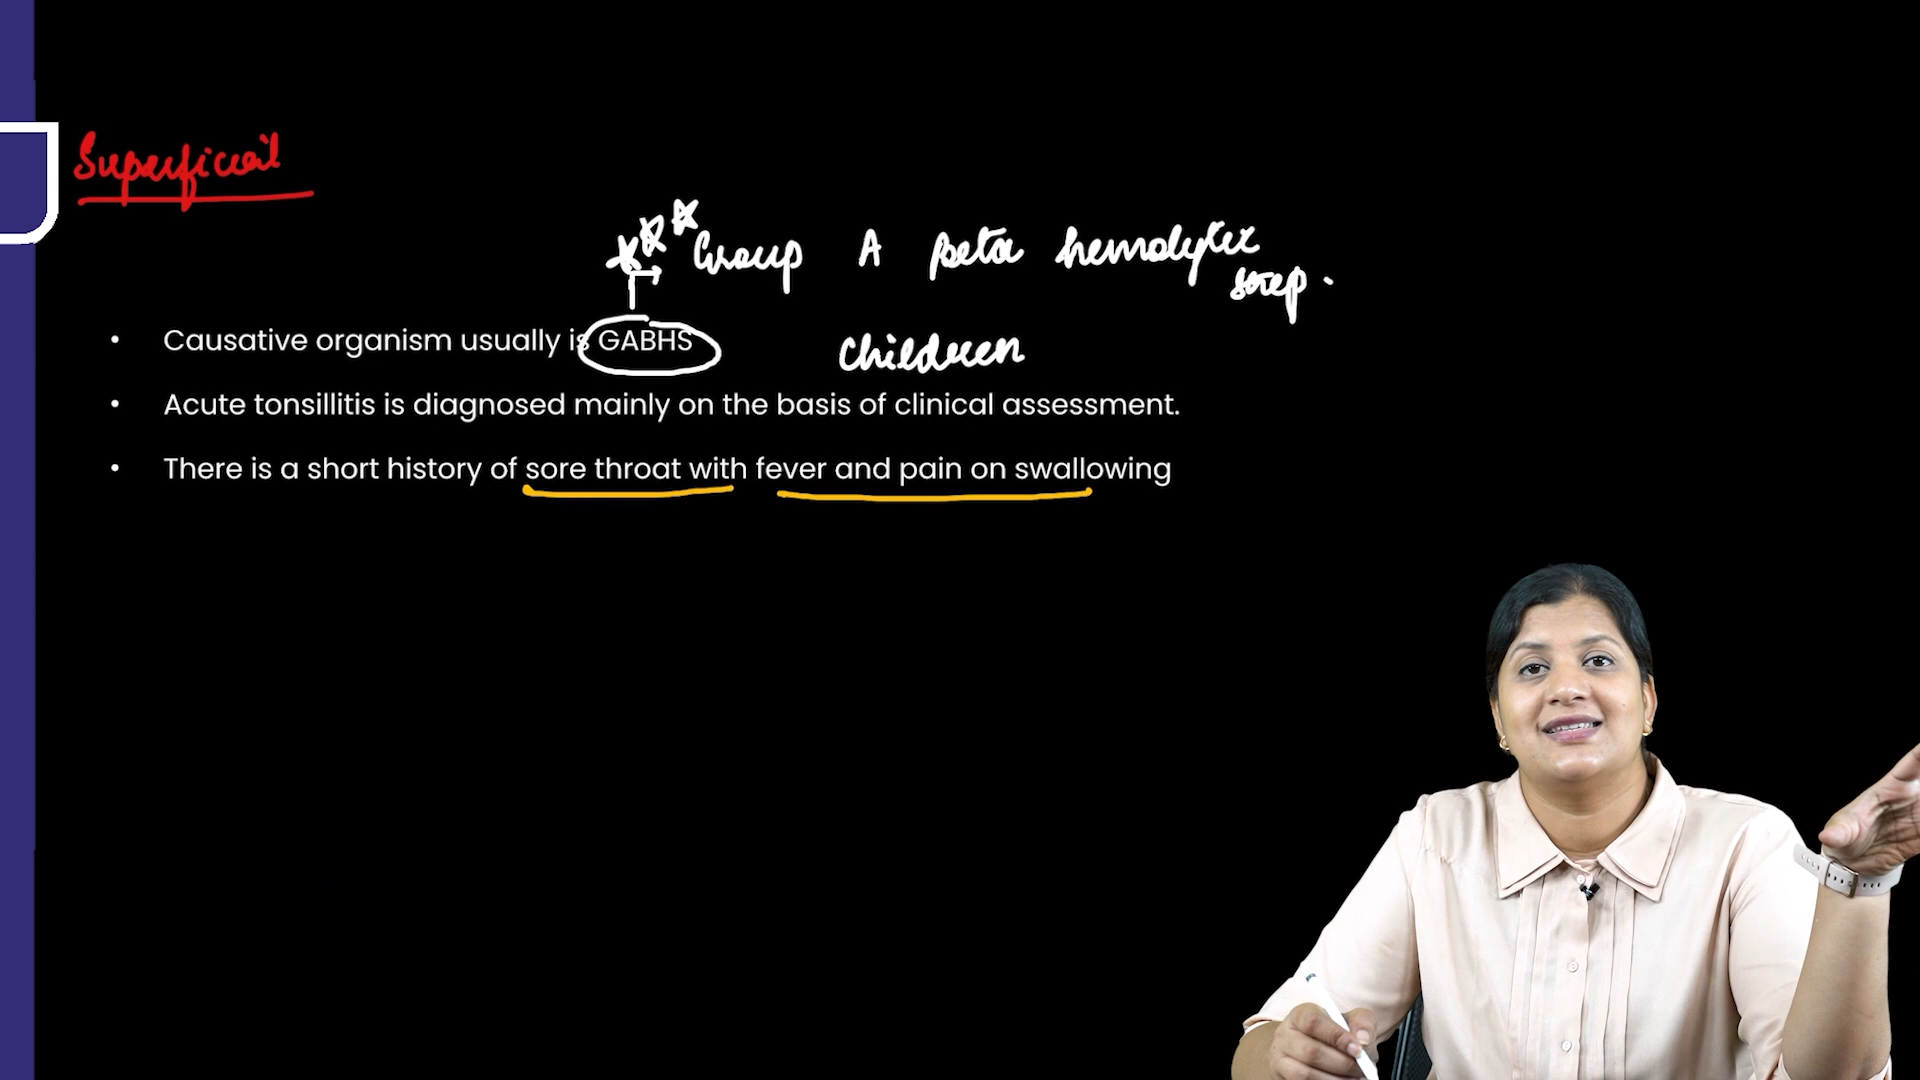 Superficial
*** Group A Beta hemolytic
strep.
• Causative organism usually is GABHS
children
• Acute tonsillitis is diagnosed mainly on the basis of clinical assessment.
• There is a short history of sore throat with fever and pain on swallowing